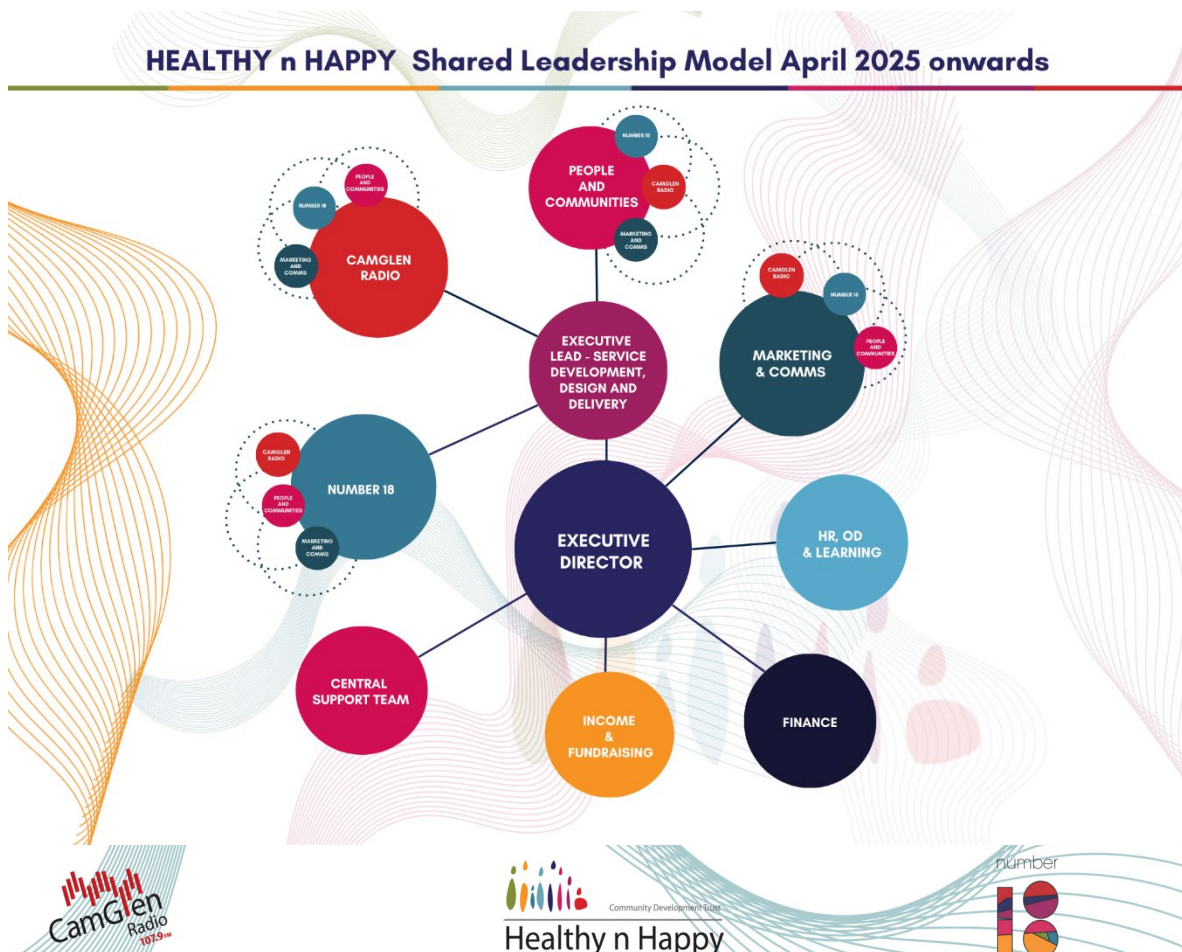 HEALTHY n HAPPY Shared Leadership Model April 2025 onwards
PEOPLE
AND
COMMUNITIES
NUMBER 18
CAMGLEN
RADIO
MARKETING
AND
COMMS
CAMGLEN
RADIO
PEOPLE
AND
COMMUNITIES
NUMBER 18
MARKETING
AND
COMMS
EXECUTIVE
LEAD - SERVICE
DEVELOPMENT,
DESIGN AND
DELIVERY
MARKETING
& COMMS
CAMGLEN
RADIO
NUMBER 18
PEOPLE
AND
COMMUNITIES
NUMBER 18
CAMGLEN
RADIO
PEOPLE
AND
COMMUNITIES
MARKETING
AND
COMMS
EXECUTIVE
DIRECTOR
HR, OD
& LEARNING
CENTRAL
SUPPORT TEAM
INCOME
&
FUNDRAISING
FINANCE
CamGlen
Radio
107.9 FM
Community Development Trust
Healthy n Happy
number
18